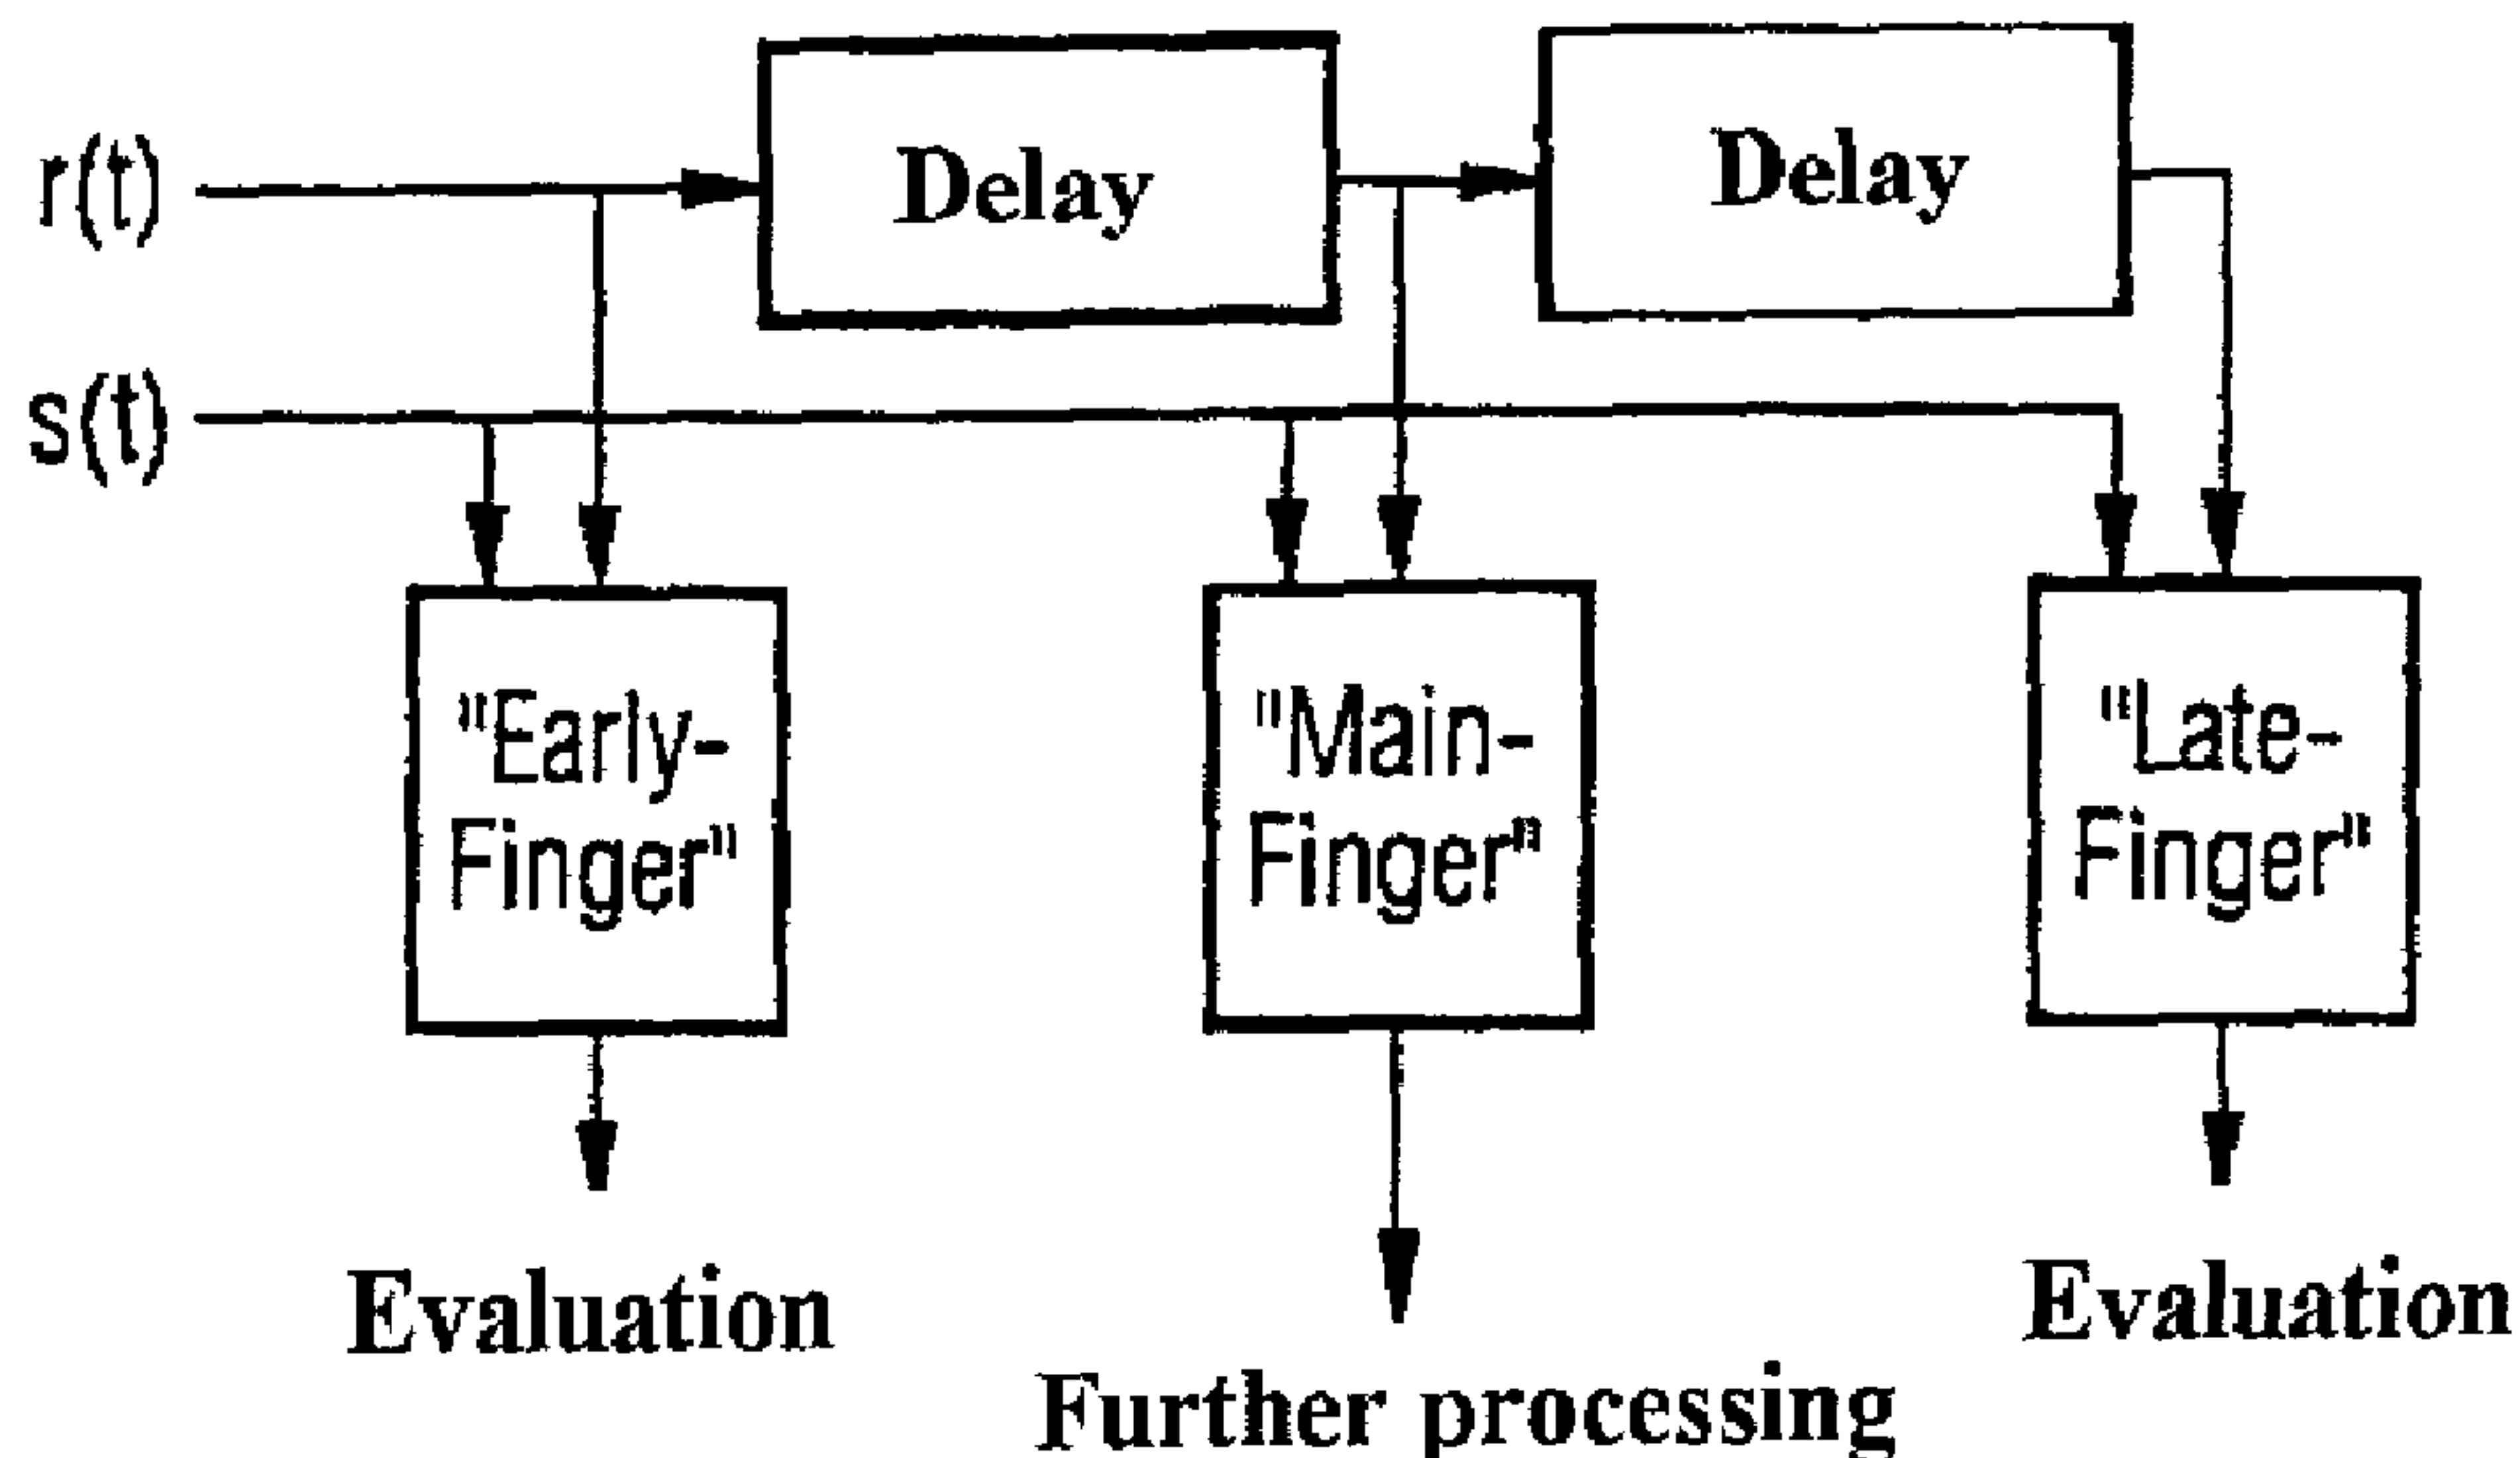 r(t)
Delay
Delay
s(t)
"Early-
Finger"
"Main-
Finger"
"Late-
Finger"
Evaluation
Further processing
Evaluation